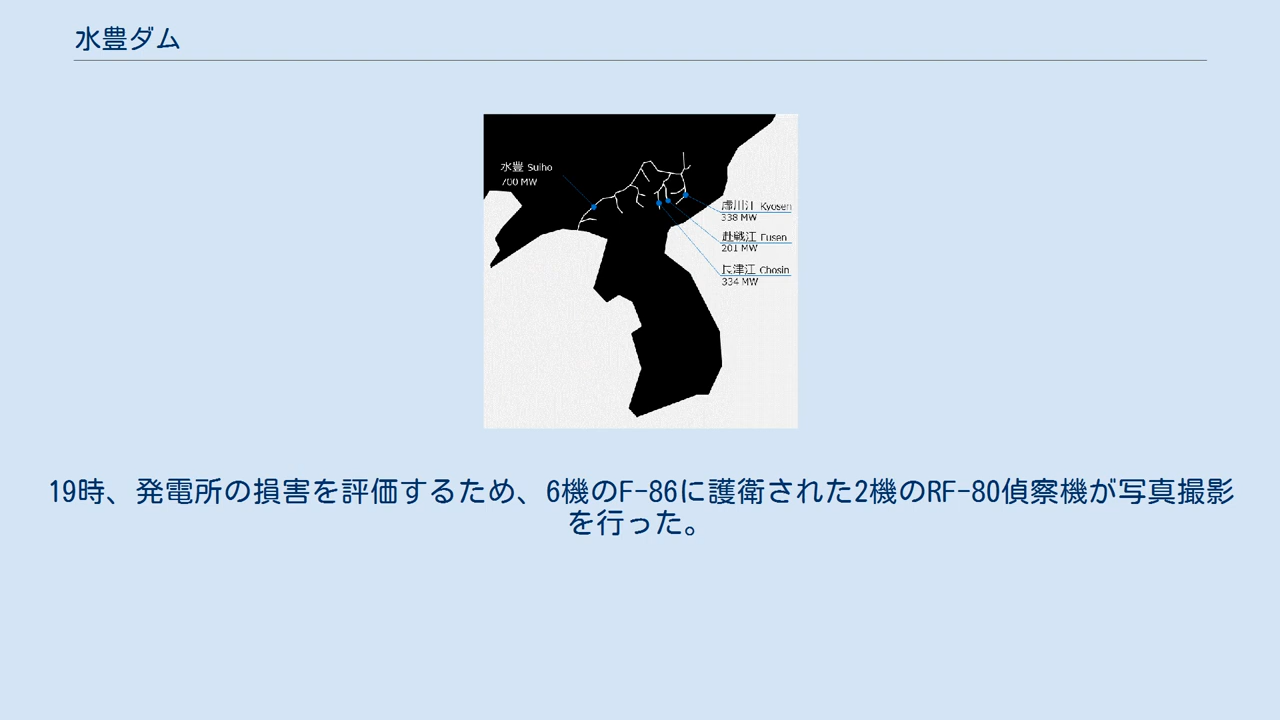 水豊ダム
水豊 Suiho
700 MW
虚川江 Kyosen
338 MW
赴戦江 Fusen
201 MW
長津江 Chosin
334 MW
19時、発電所の損害を評価するため、6機のF-86に護衛された2機のRF-80偵察機が写真撮影
を行った。